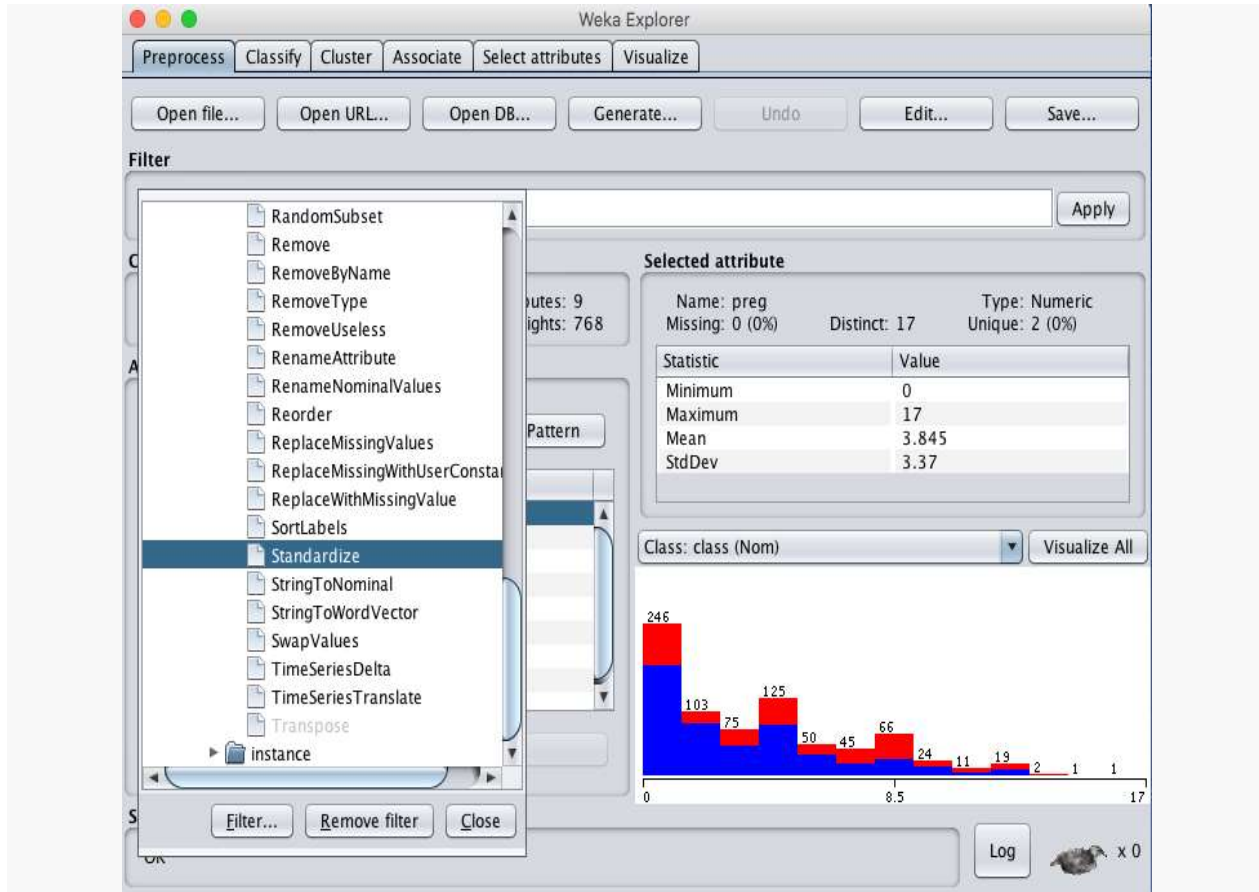 Weka Explorer
Preprocess Classify Cluster Associate Select attributes Visualize
Open file... Open URL... Open DB... Generate... Undo Edit... Save...
Filter
Apply
RandomSubset
Remove
RemoveByName
RemoveType
RemoveUseless
RenameAttribute
RenameNominalValues
Reorder
ReplaceMissingValues
ReplaceMissingWithUserConsta
ReplaceWithMissingValue
SortLabels
Standardize
StringToNominal
StringToWordVector
SwapValues
TimeSeriesDelta
TimeSeriesTranslate
Transpose
instance
Filter... Remove filter Close
C
utes: 9
ights: 768
A
Pattern
S
OK
Selected attribute
Name: preg Type: Numeric
Missing: 0 (0%) Distinct: 17 Unique: 2 (0%)
Statistic Value
Minimum 0
Maximum 17
Mean 3.845
StdDev 3.37
Class: class (Nom) Visualize All
246 103 75 125 50 45 66 24 11 19 2 1 1
0 8.5 17
Log x 0